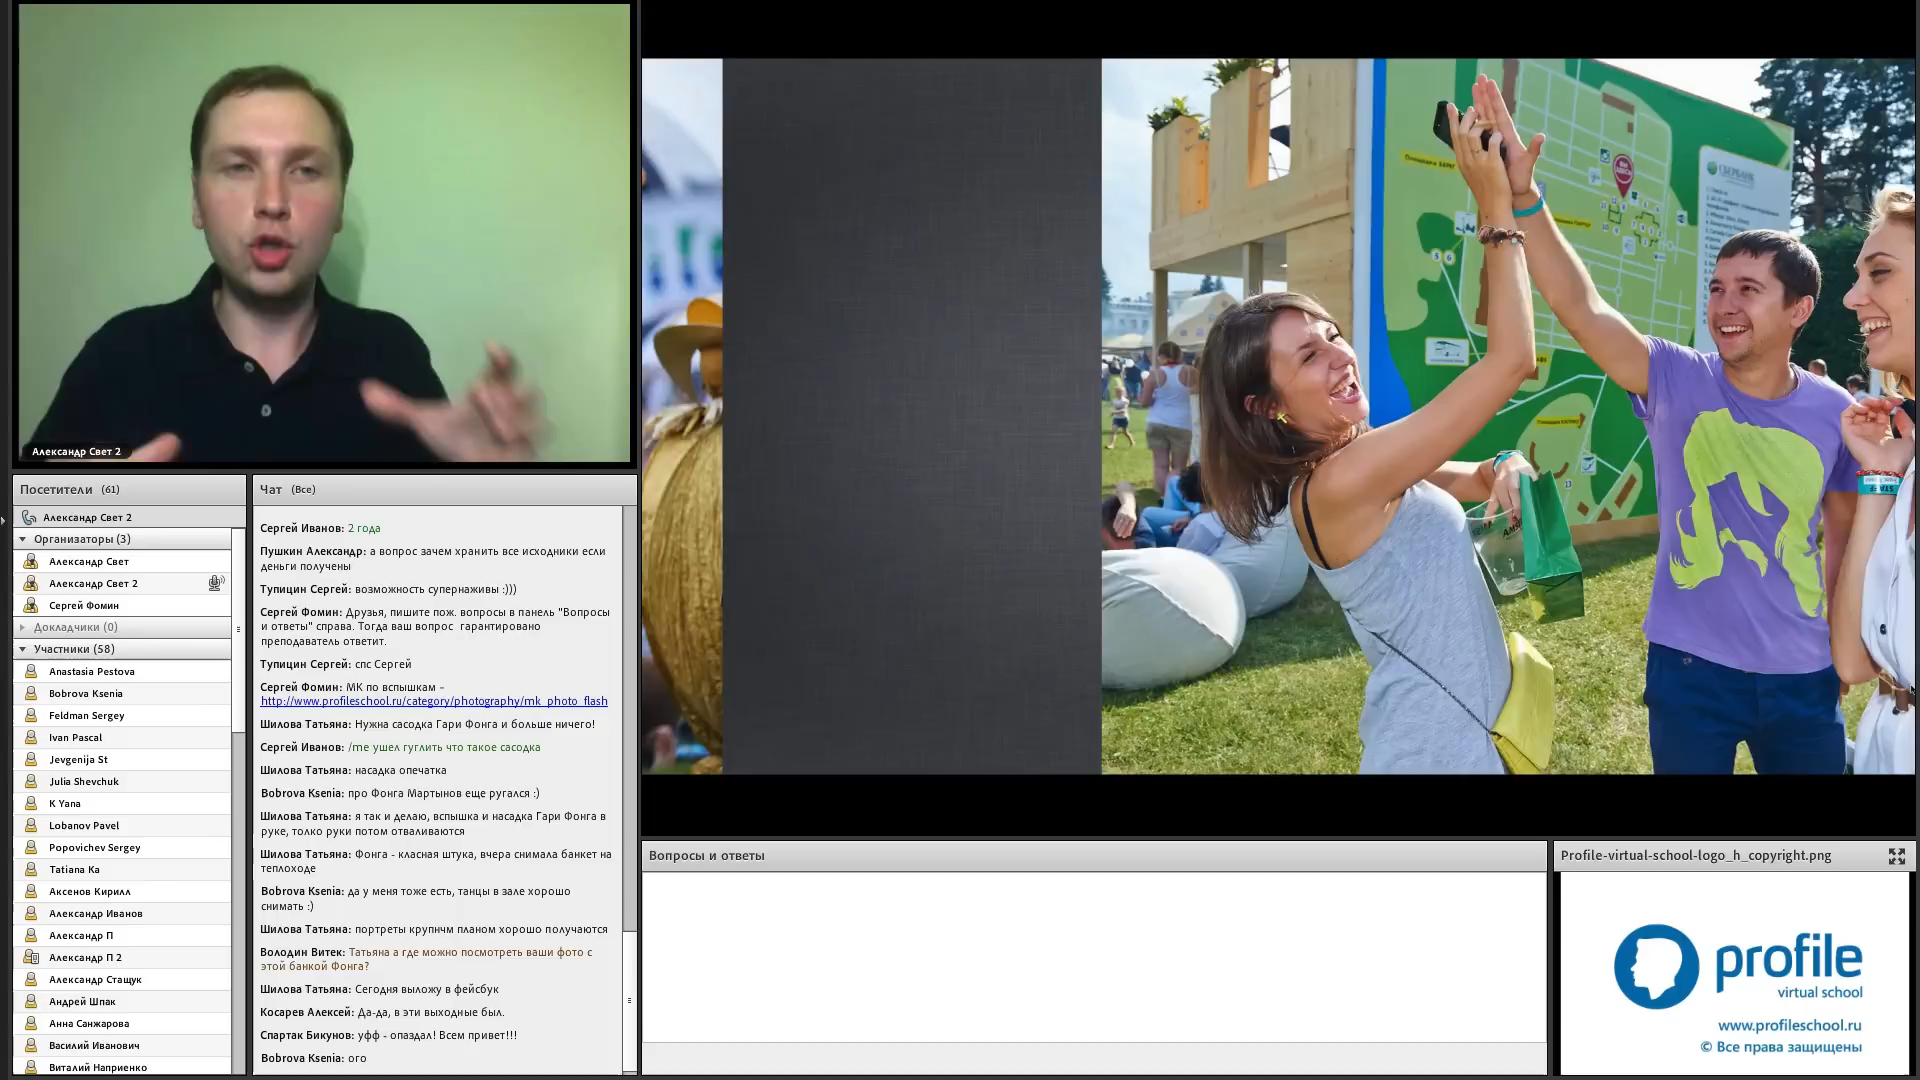 Александр Свет 2
Посетители (61)
Александр Свет 2
Организаторы (3)
Александр Свет
Александр Свет 2
Сергей Фомин
Докладчики (0)
Участники (58)
Anastasia Pestova
Bobrova Ksenia
Feldman Sergey
Ivan Pascal
Jevgenija St
Julia Shevchuk
K Yana
Lobanov Pavel
Popovichev Sergey
Tatiana Ka
Аксенов Кирилл
Александр Иванов
Александр П
Александр П 2
Александр Стащук
Андрей Шпак
Анна Санжарова
Василий Иванович
Виталий Наприенко
Чат (Все)
Сергей Иванов: 2 года
Пушкин Александр: а вопрос зачем хранить все исходники если
деньги получены
Тупицин Сергей: возможность супернаживы :)))
Сергей Фомин: Друзья, пишите пож. вопросы в панель "Вопросы
и ответы" справа. Тогда ваш вопрос гарантировано
преподаватель ответит.
Тупицин Сергей: спс Сергей
Сергей Фомин: МК по вспышкам -
http://www.profileschool.ru/category/photography/mk_photo_flash
Шилова Татьяна: Нужна сасодка Гари Фонга и больше ничего!
Сергей Иванов: /me ушел гуглить что такое сасодка
Шилова Татьяна: насадка опечатка
Bobrova Ksenia: про Фонга Мартынов еще ругался :)
Шилова Татьяна: я так и делаю, вспышка и насадка Гари Фонга в
руке, толко руки потом отваливаются
Шилова Татьяна: Фонга - класная штука, вчера снимала банкет на
теплоходе
Bobrova Ksenia: да у меня тоже есть, танцы в зале хорошо
снимать :)
Шилова Татьяна: портреты крупнчм планом хорошо получаются
Володин Витек: Татьяна а где можно посмотреть ваши фото с
этой банкой Фонга?
Шилова Татьяна: Сегодня выложу в фейсбук
Косарев Алексей: Да-да, в эти выходные был.
Спартак Бикунов: уфф - опаздал! Всем привет!!!
Bobrova Ksenia: ого
СБЕРБАНК
Вопросы и ответы
Profile-virtual-school-logo_h_copyright.png
profile
virtual school
www.profileschool.ru
© Все права защищены